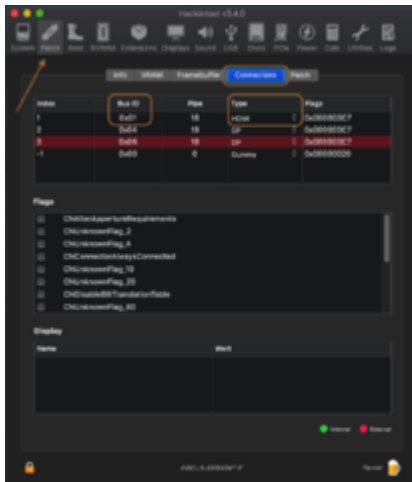 Hackintool v3.4.0
System Patch Boot NVRAM Extensions Displays Sound USB Disks PCIe Power Calc Utilities Logs
Info VRAM Framebuffer Connectors Patch
Index Bus ID Pipe Type Flags
1 0x01 18 HDMI 0x000003C7
2 0x04 18 DP 0x000003C7
3 0x06 18 DP 0x000003C7
-1 0x00 0 Dummy 0x00000020
Flags
CNAlterAppertureRequirements
CNUnknownFlag_2
CNUnknownFlag_4
CNConnectorAlwaysConnected
CNUnknownFlag_10
CNUnknownFlag_20
CNDisableBlitTranslationTable
CNUnknownFlag_80
Display
Name
Internal External
HEADSOFT